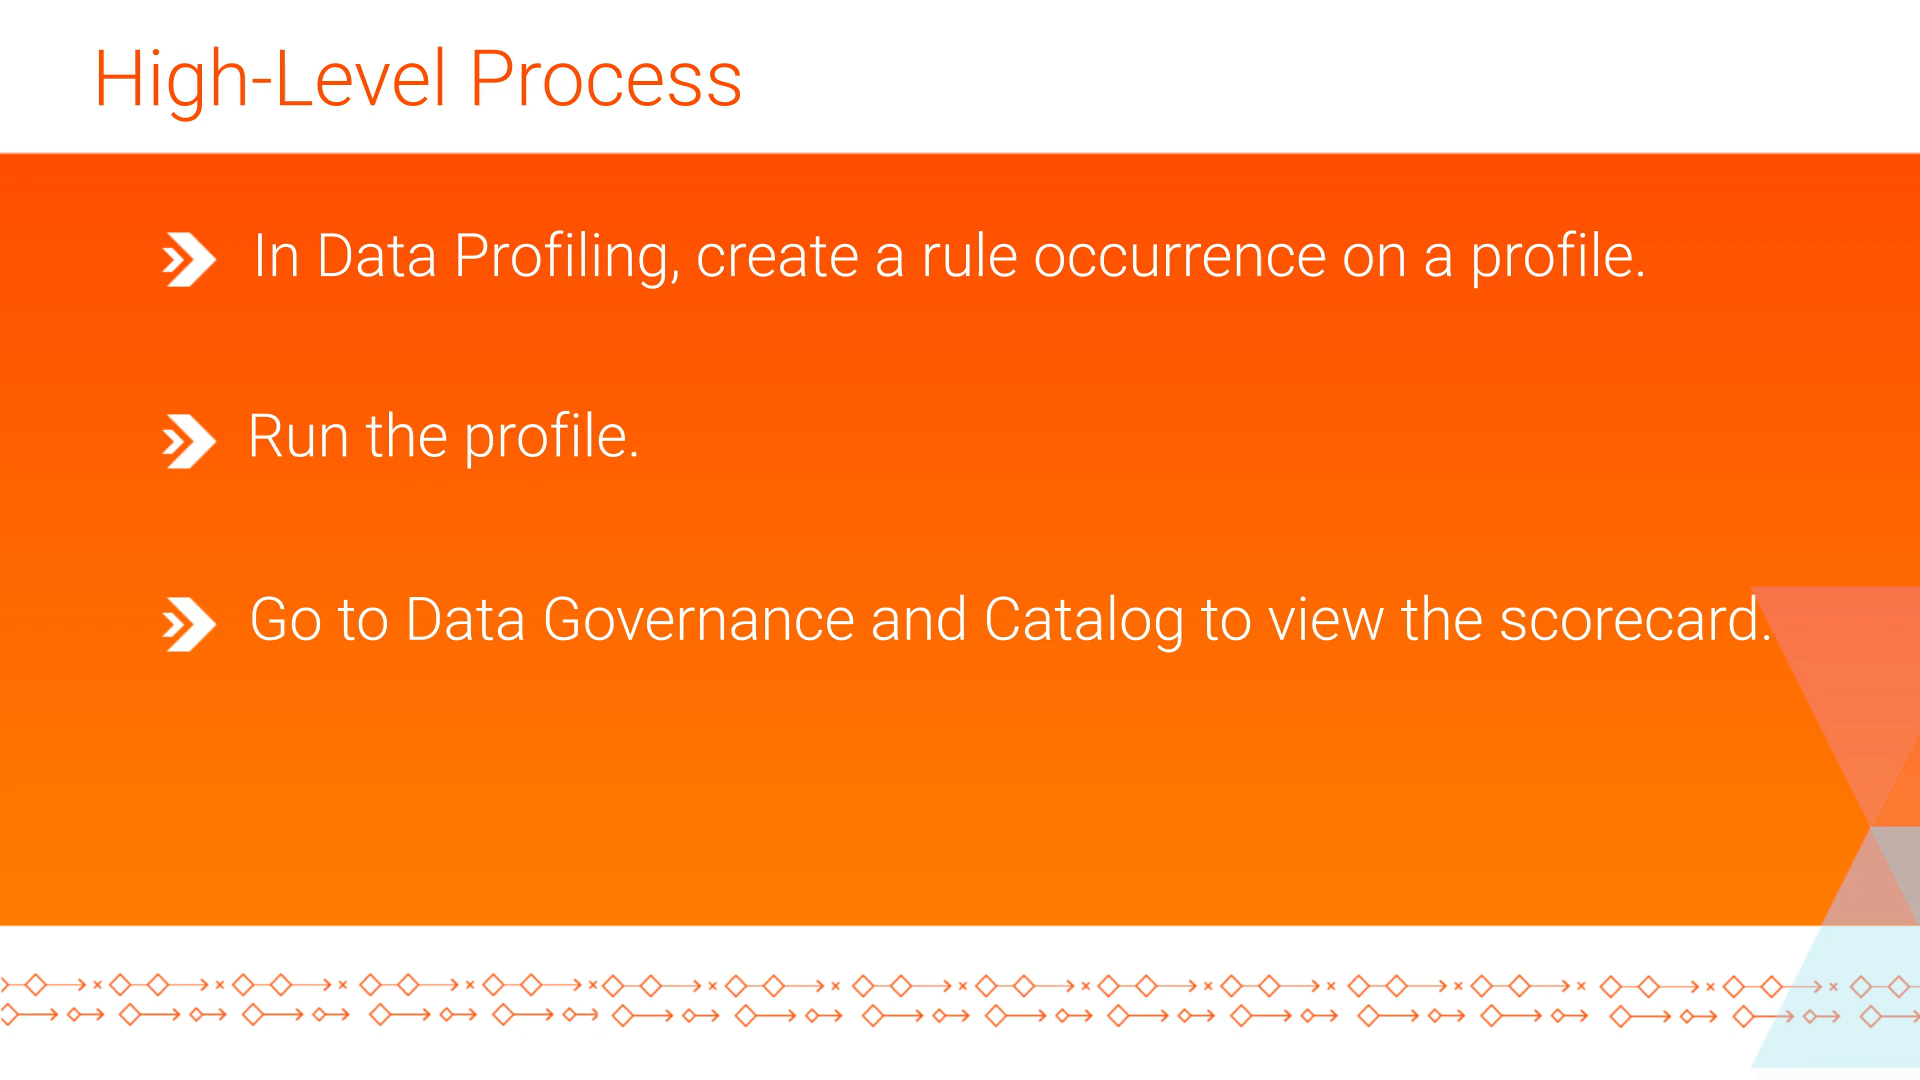 High-Level Process
In Data Profiling, create a rule occurrence on a profile.
Run the profile.
Go to Data Governance and Catalog to view the scorecard.